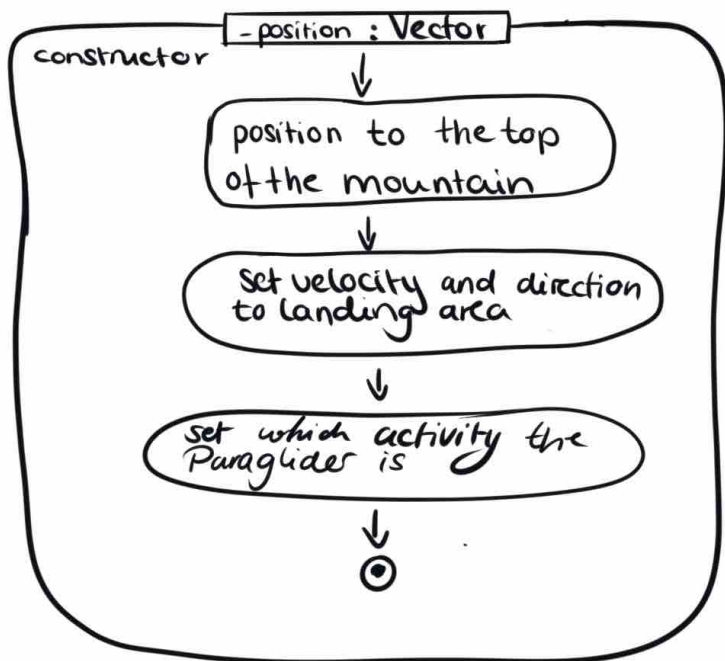 - position : Vector
constructor
position to the top
of the mountain
set velocity and direction
to landing area
set which activity the
Paraglider is